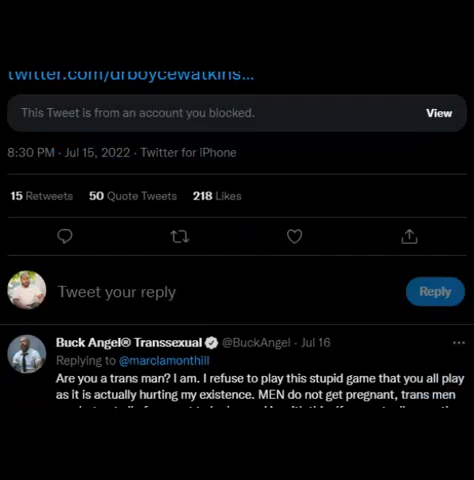 twitter.com/drboycewatkins...
This Tweet is from an account you blocked.
View
8:30 PM · Jul 15, 2022 · Twitter for iPhone
15 Retweets 50 Quote Tweets 218 Likes
Tweet your reply
Reply
Buck Angel® Transsexual @BuckAngel · Jul 16
Replying to @marclamonthill
Are you a trans man? I am. I refuse to play this stupid game that you all play
as it is actually hurting my existence. MEN do not get pregnant, trans men